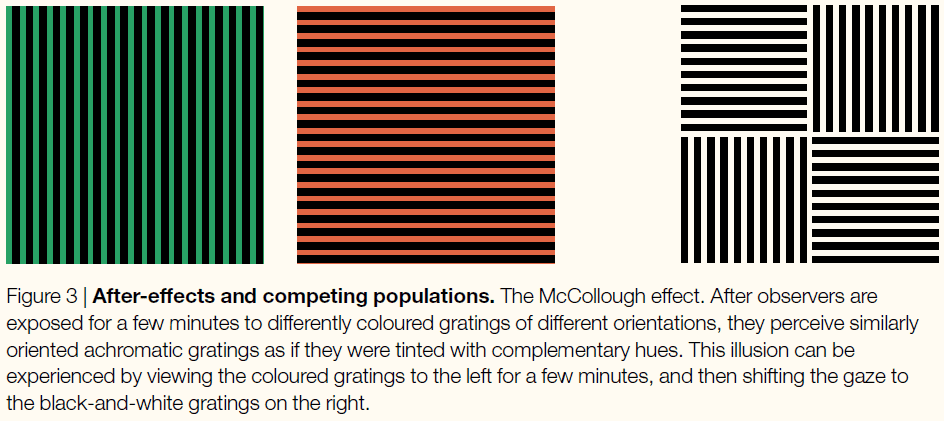 Figure 3 | After-effects and competing populations. The McCollough effect. After observers are
exposed for a few minutes to differently coloured gratings of different orientations, they perceive similarly
oriented achromatic gratings as if they were tinted with complementary hues. This illusion can be
experienced by viewing the coloured gratings to the left for a few minutes, and then shifting the gaze to
the black-and-white gratings on the right.